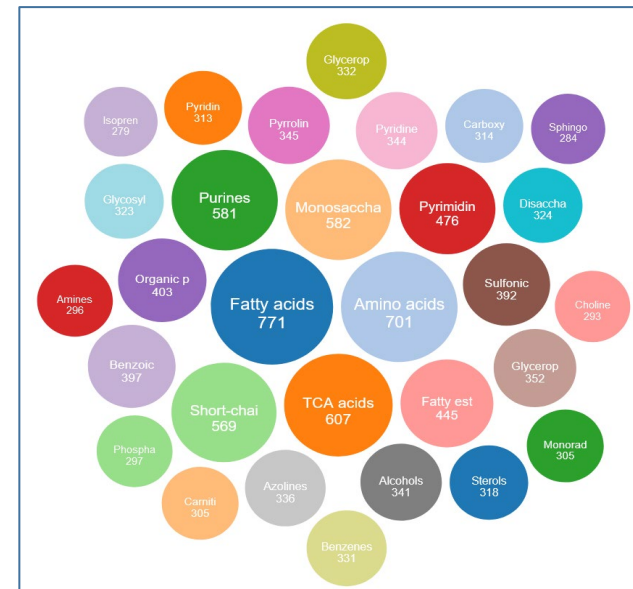 Glycerop
332
Isopren
279
Pyridin
313
Pyrrolin
345
Pyridine
344
Carboxy
314
Sphingo
284
Glycosyl
323
Purines
581
Monosaccha
582
Pyrimidin
476
Disaccha
324
Amines
296
Organic p
403
Fatty acids
771
Amino acids
701
Sulfonic
392
Choline
293
Benzoic
397
Short-chai
569
TCA acids
607
Fatty est
445
Glycerop
352
Phospha
297
Carniti
305
Azolines
336
Alcohols
341
Sterols
318
Monorad
305
Benzenes
331